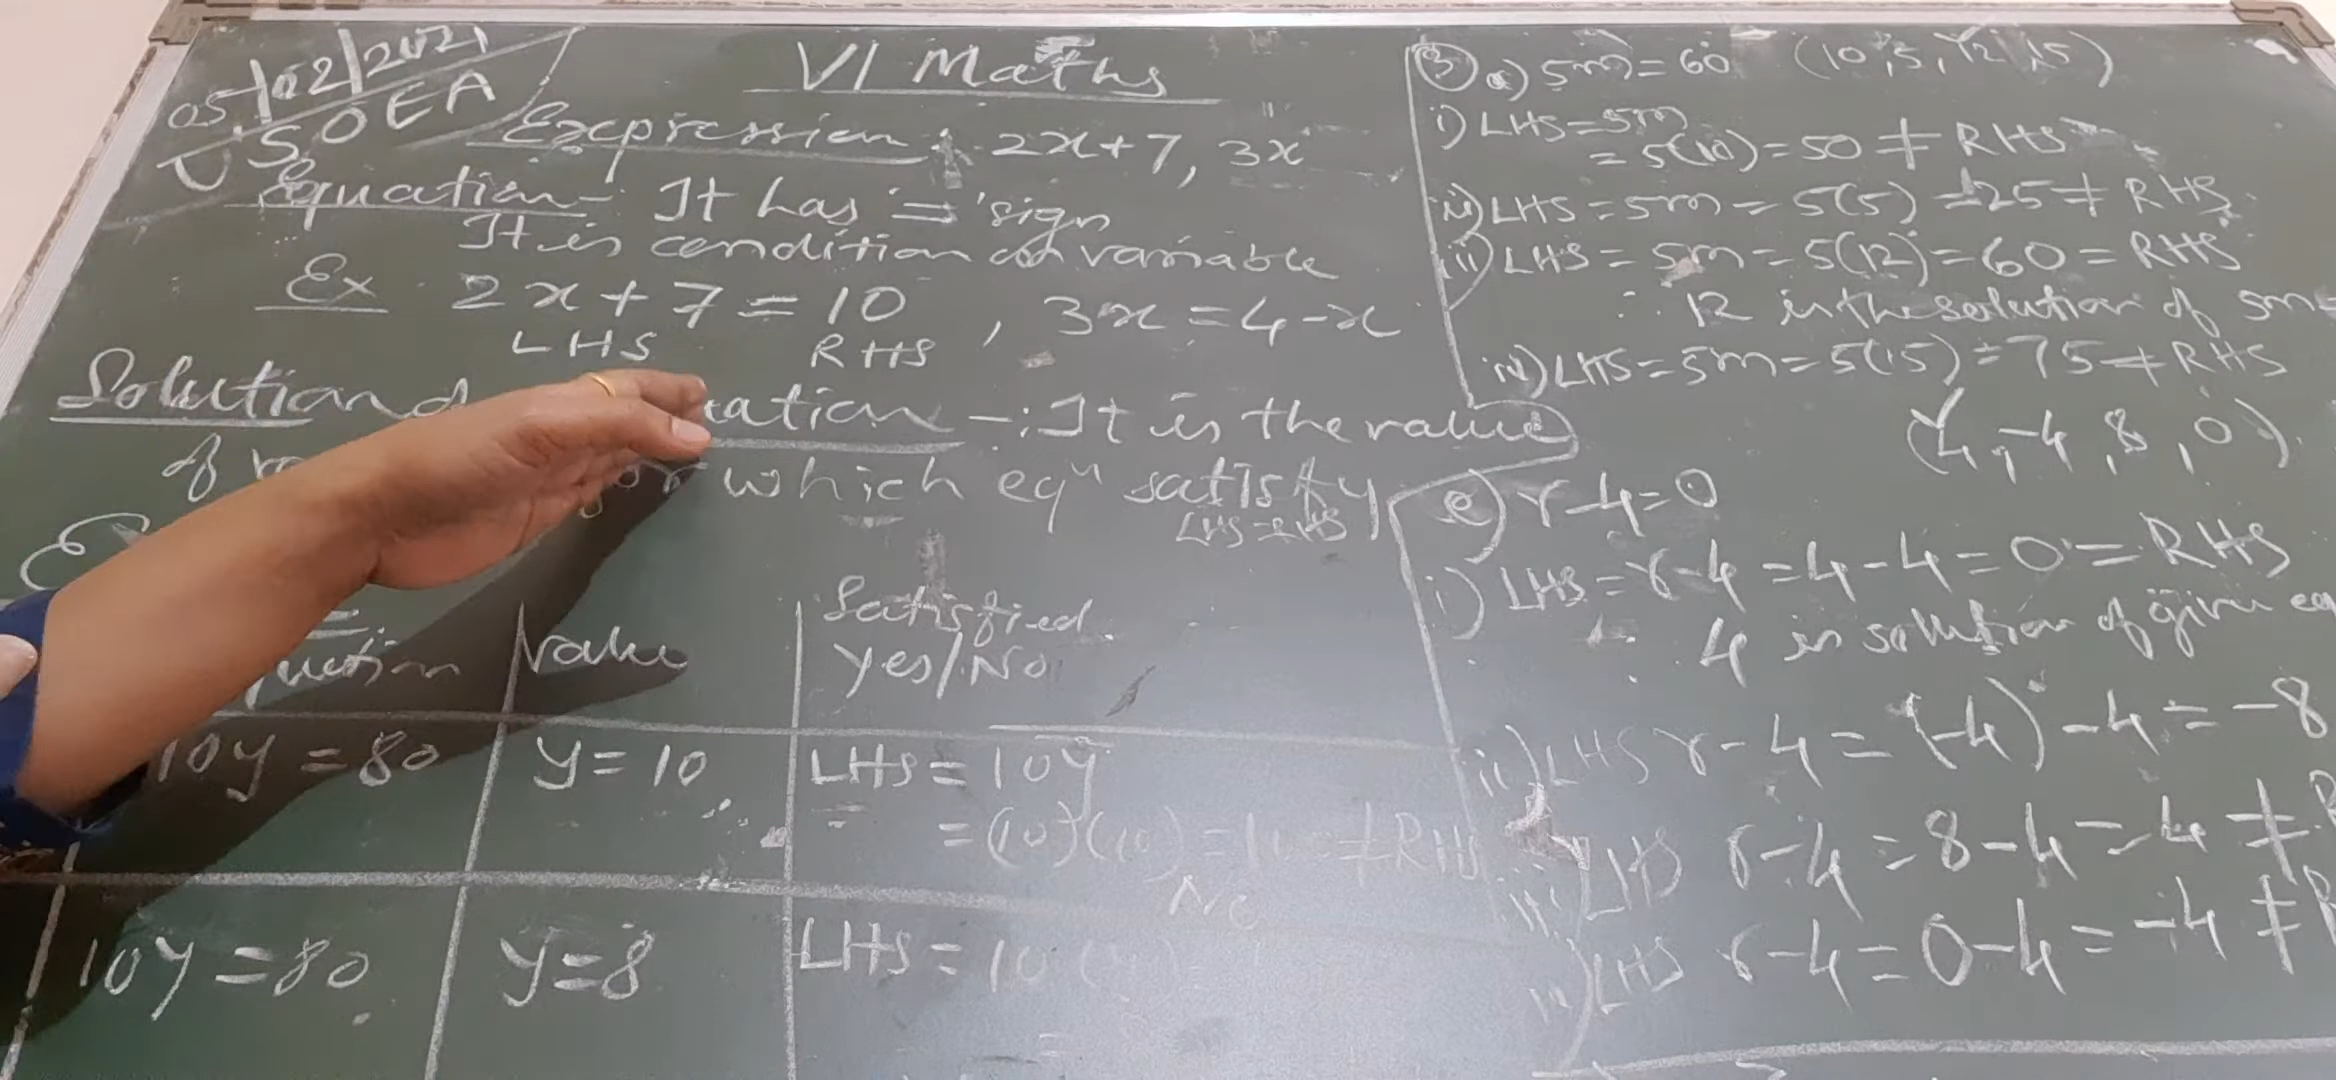 05/02/2021
VI Maths
Expression: 2x+7, 3x
Equation - It has '=' sign
It is condition on variable
Ex 2x+7=10, 3x=4-x
LHS RHS
Solution -: It is the value
of which eqn satisfy
LHS=RHS
Value
Satisfied
Yes/No
10y=80 y=10 LHS=10y
=(10)(10)=100≠RHS
No
10y=80 y=8 LHS=10
a) 5m=60 (10,5,12,15)
i) LHS=5m
=5(10)=50≠RHS
ii) LHS=5m=5(5)=25≠RHS
iii) LHS=5m=5(12)=60=RHS
∴ 12 is the solution of 5m=
iv) LHS=5m=5(15)=75≠RHS
(4,-4,8,0)
e) r-4=0
i) LHS=r-4=4-4=0=RHS
∴ 4 is solution of given eq
ii) LHS r-4=(-4)-4=-8
iii) LHS r-4=8-4=4≠R
iv) LHS r-4=0-4=-4≠R